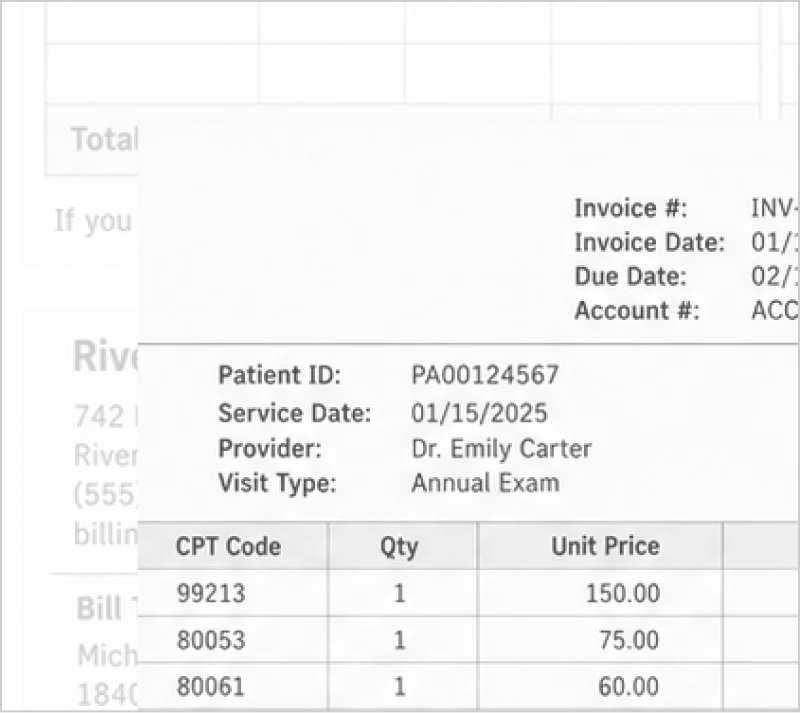 Total
If you
Invoice #: INV-
Invoice Date: 01/1
Due Date: 02/1
Account #: ACC
Patient ID: PA00124567
Service Date: 01/15/2025
Provider: Dr. Emily Carter
Visit Type: Annual Exam
742
River
(555)
billin
CPT Code Qty Unit Price
99213 1 150.00
80053 1 75.00
80061 1 60.00
Bill
Mich
1840